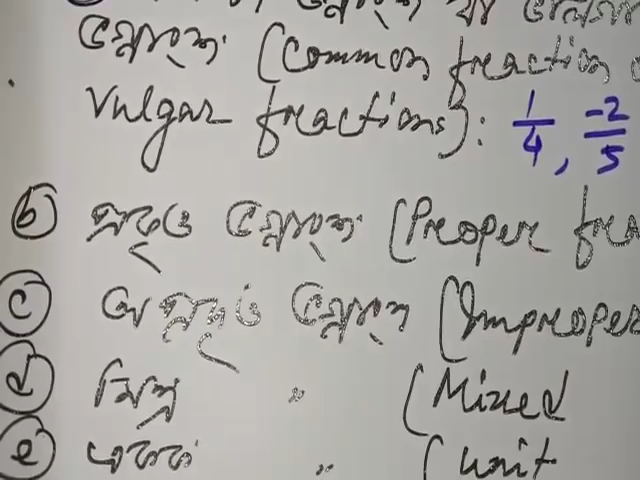 ভগ্নাংশ (Common fraction
Vulgar fractions): 1/4, -2/5
(b) প্রকৃত ভগ্নাংশ (Proper fra
(c) অপ্রকৃত ভগ্নাংশ (Improper
(d) মিশ্র " (Mixed
(e) একক " (unit